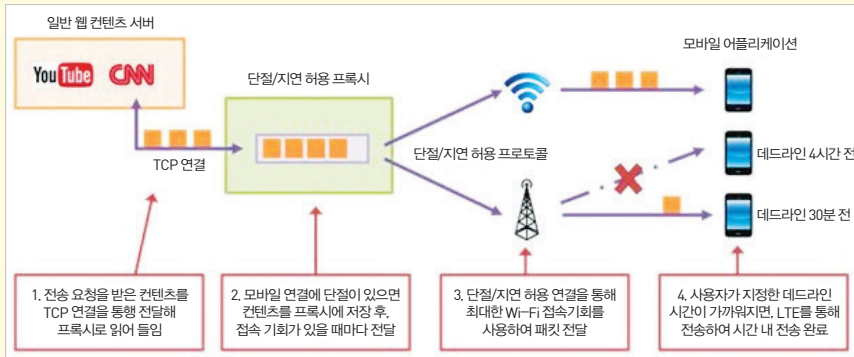 일반 웹 컨텐츠 서버
YouTube CNN
TCP 연결
단절/지연 허용 프록시
단절/지연 허용 프로토콜
모바일 어플리케이션
데드라인 4시간 전
데드라인 30분 전
1. 전송 요청을 받은 컨텐츠를
TCP 연결을 통행 전달해
프록시로 읽어 들임
2. 모바일 연결에 단절이 있으면
컨텐츠를 프록시에 저장 후,
접속 기회가 있을 때마다 전달
3. 단절/지연 허용 연결을 통해
최대한 Wi-Fi 접속기회를
사용하여 패킷 전달
4. 사용자가 지정한 데드라인
시간이 가까워지면, LTE를 통해
전송하여 시간 내 전송 완료